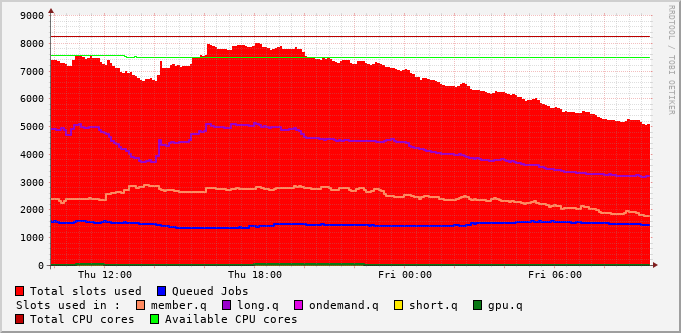 9000
8000
7000
6000
5000
4000
3000
2000
1000
0
Thu 12:00 Thu 18:00 Fri 00:00 Fri 06:00
RRDTOOL / TOBI OETIKER
Total slots used Queued Jobs
Slots used in : member.q long.q ondemand.q short.q gpu.q
Total CPU cores Available CPU cores